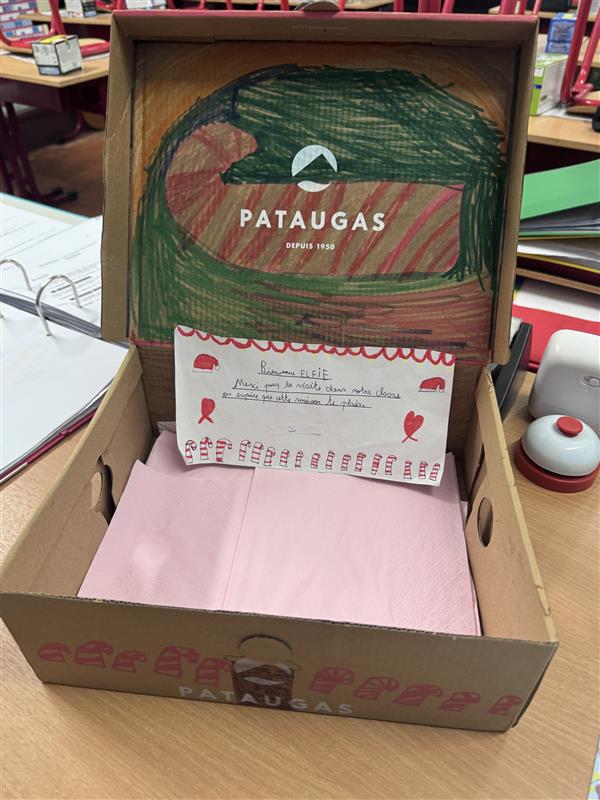 PATAUGAS
DEPUIS 1950
Bienvenue ELFIE
Merci pour ta visite dans notre classe
on espère que cette maison te plaira
PATAUGAS